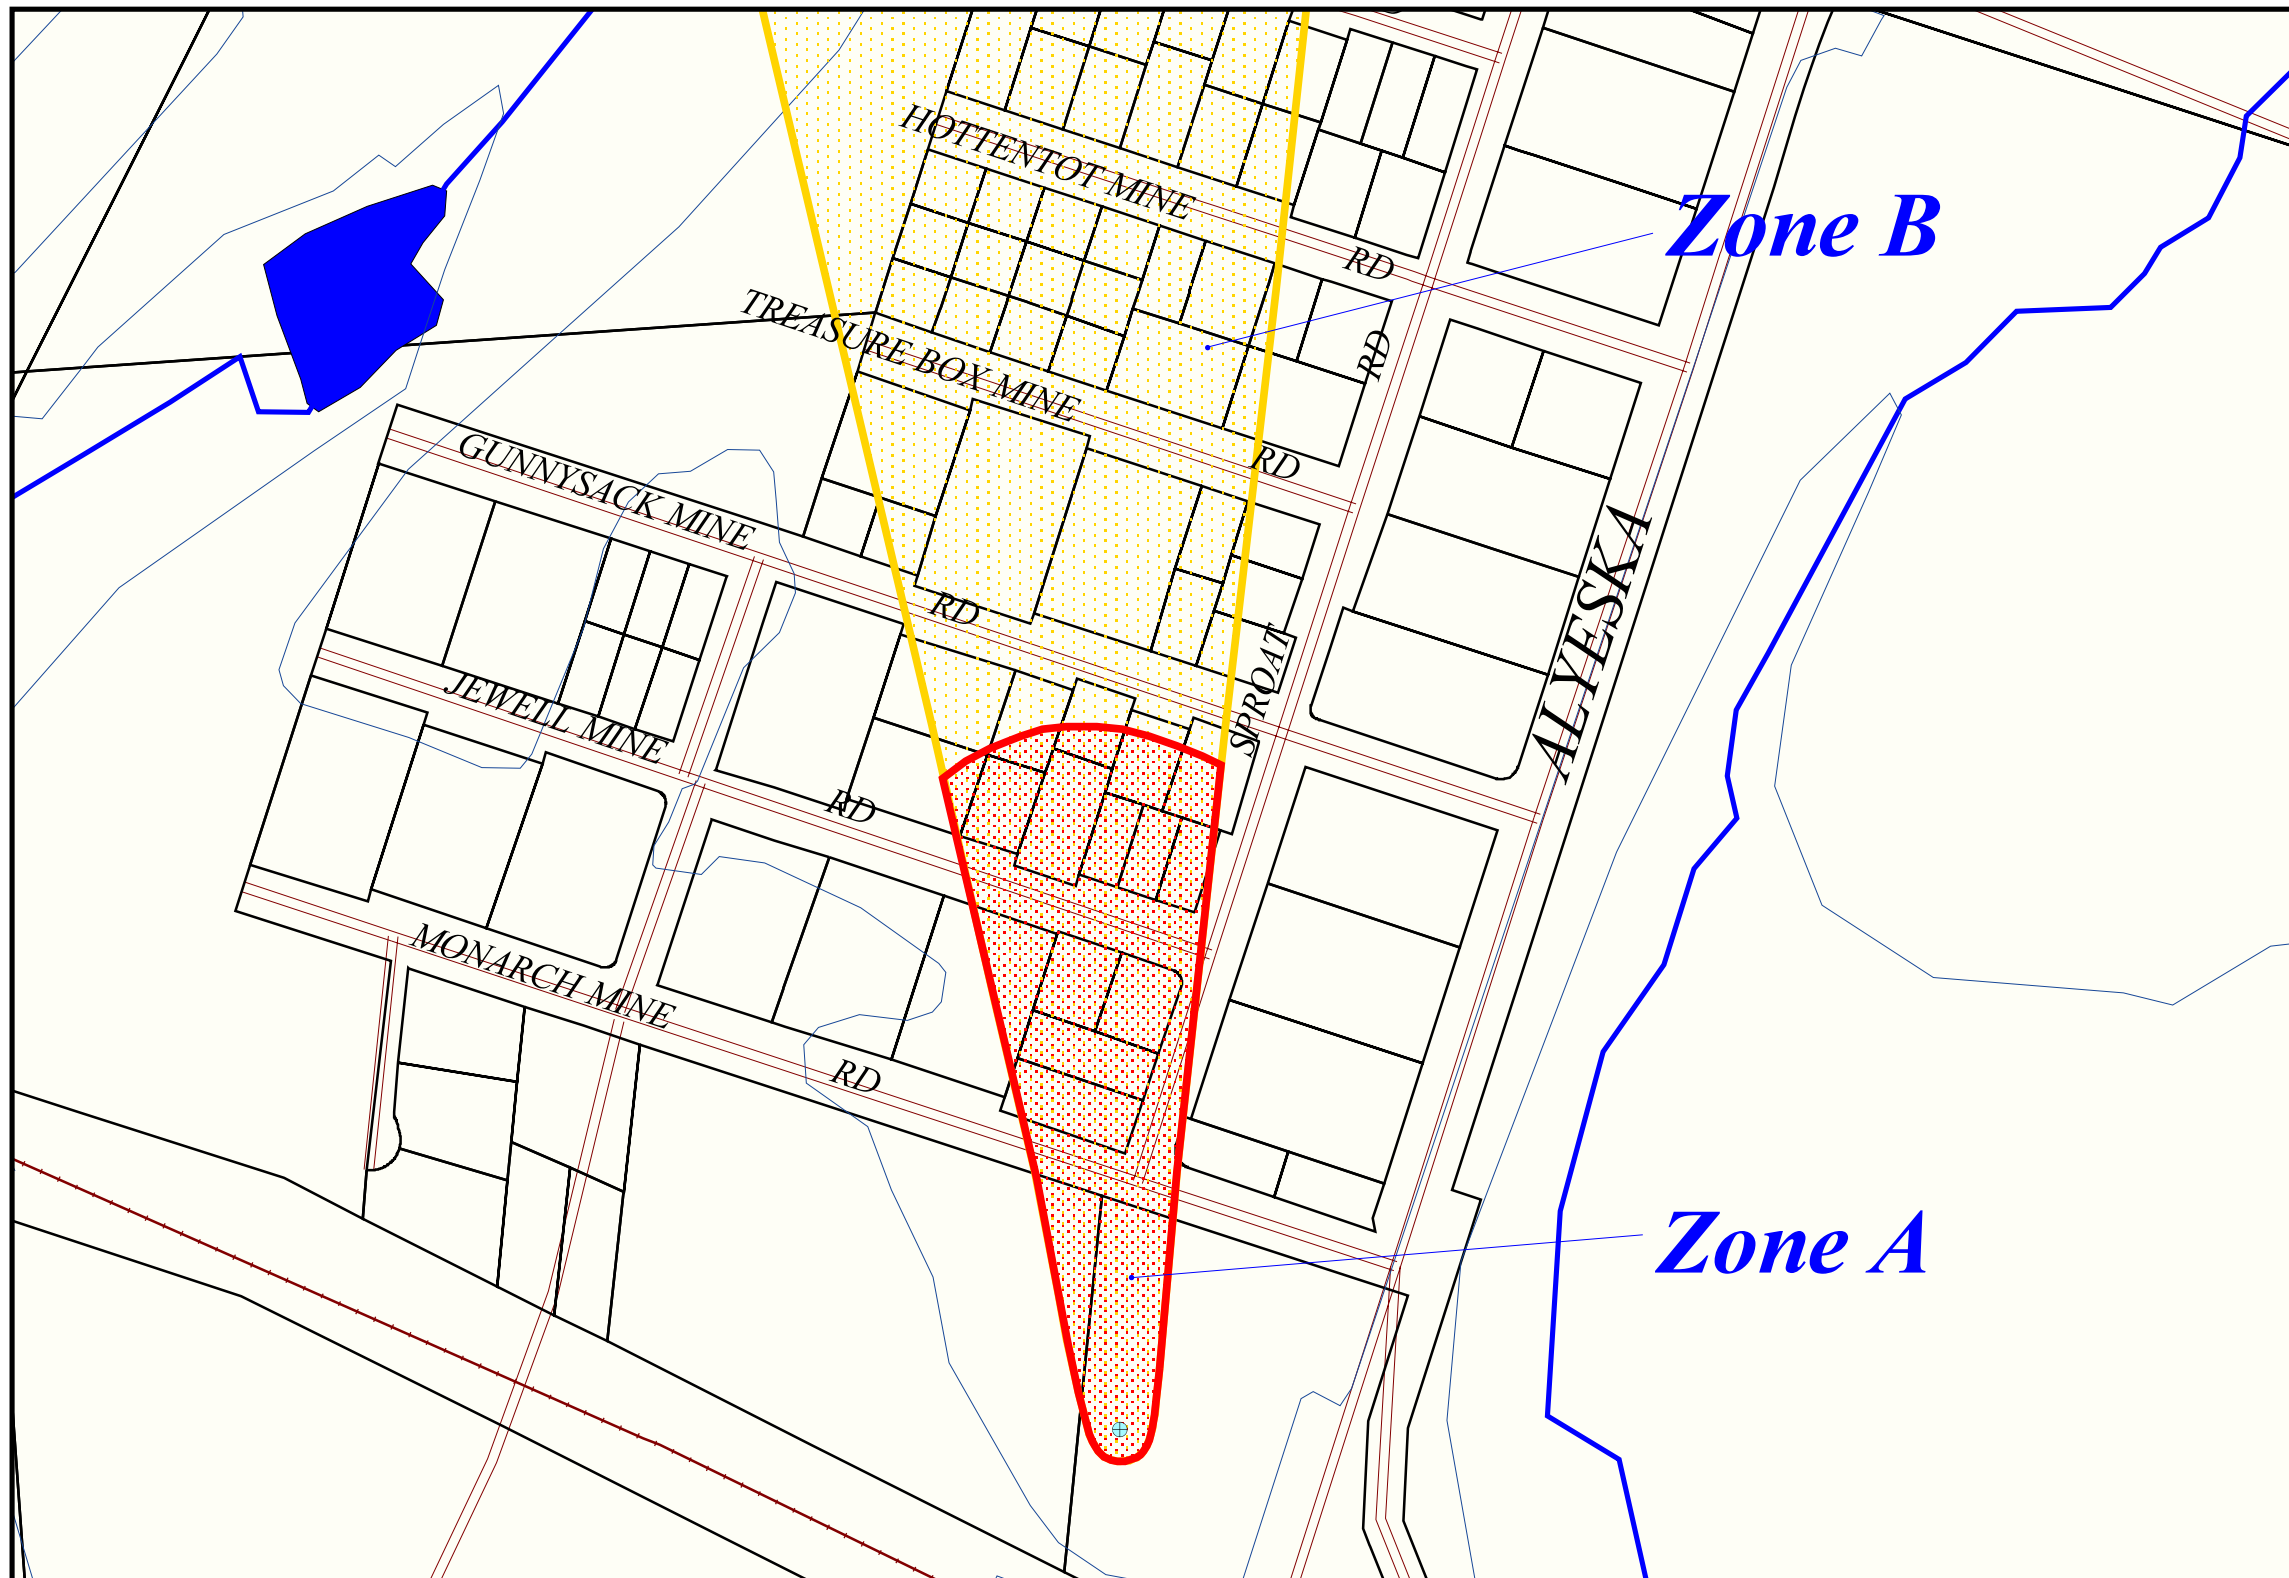 HOTTENTOT MINE RD
Zone B
TREASURE BOX MINE RD
RD
GUNNYSACK MINE RD
ALYESKA
SPROAT
JEWELL MINE RD
MONARCH MINE RD
Zone A